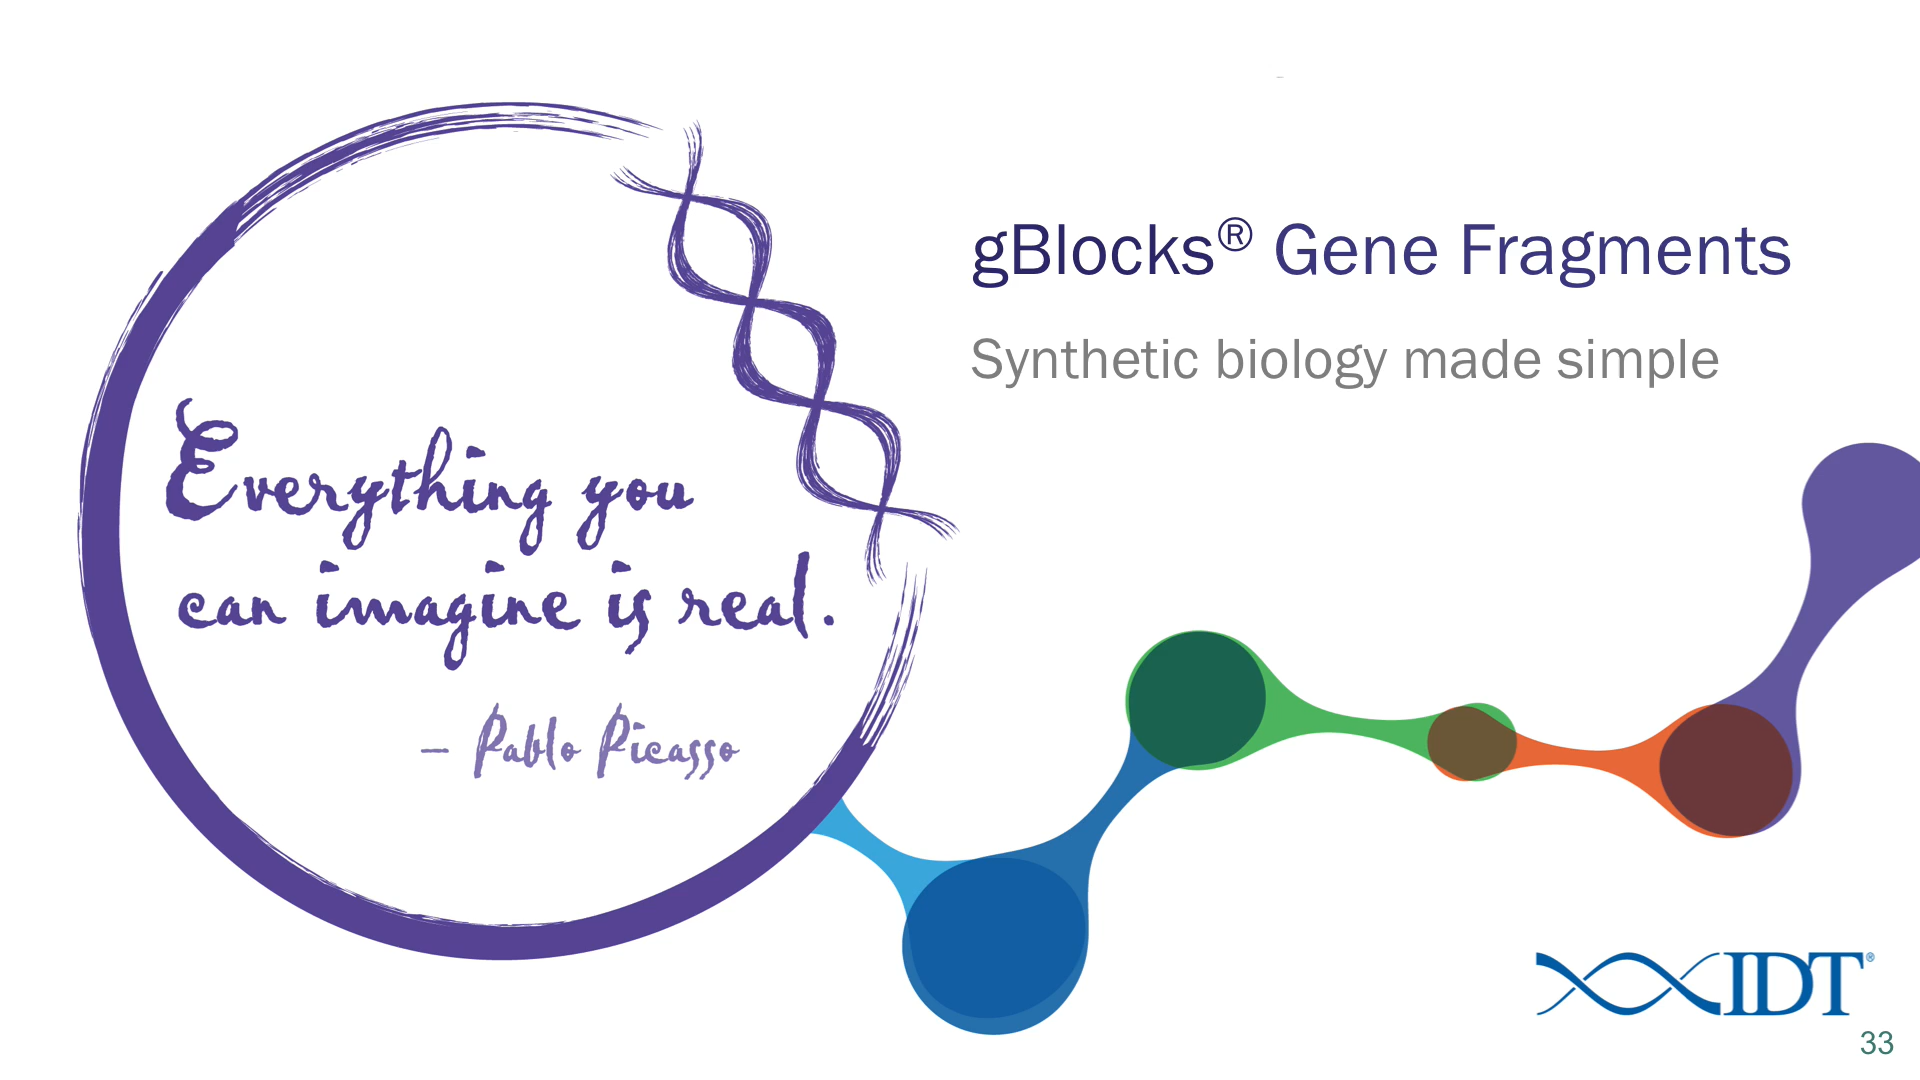 gBlocks® Gene Fragments
Synthetic biology made simple
Everything you
can imagine is real.
– Pablo Picasso
IDT®
33